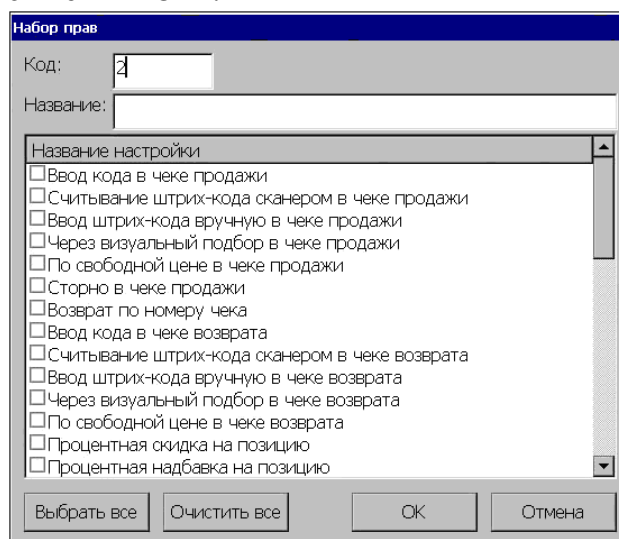 Набор прав
Код: 2
Название:
Название настройки
Ввод кода в чеке продажи
Считывание штрих-кода сканером в чеке продажи
Ввод штрих-кода вручную в чеке продажи
Через визуальный подбор в чеке продажи
По свободной цене в чеке продажи
Сторно в чеке продажи
Возврат по номеру чека
Ввод кода в чеке возврата
Считывание штрих-кода сканером в чеке возврата
Ввод штрих-кода вручную в чеке возврата
Через визуальный подбор в чеке возврата
По свободной цене в чеке возврата
Процентная скидка на позицию
Процентная надбавка на позицию
Выбрать все Очистить все OK Отмена